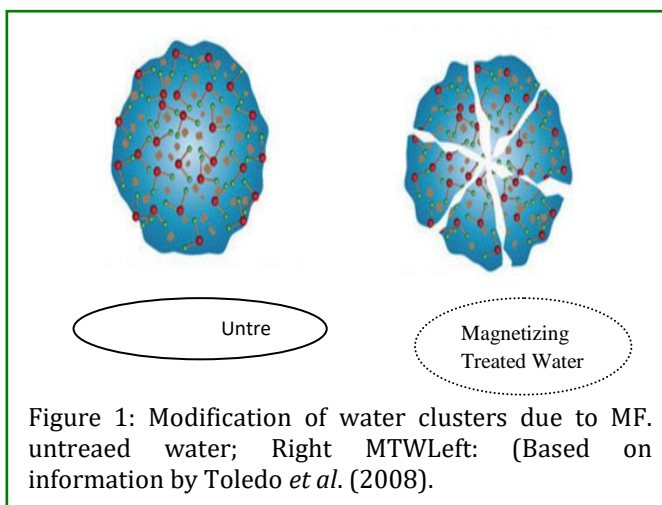 Untre
Magnetizing
Treated Water
Figure 1: Modification of water clusters due to MF.
untreaed water; Right MTWLeft: (Based on
information by Toledo et al. (2008).